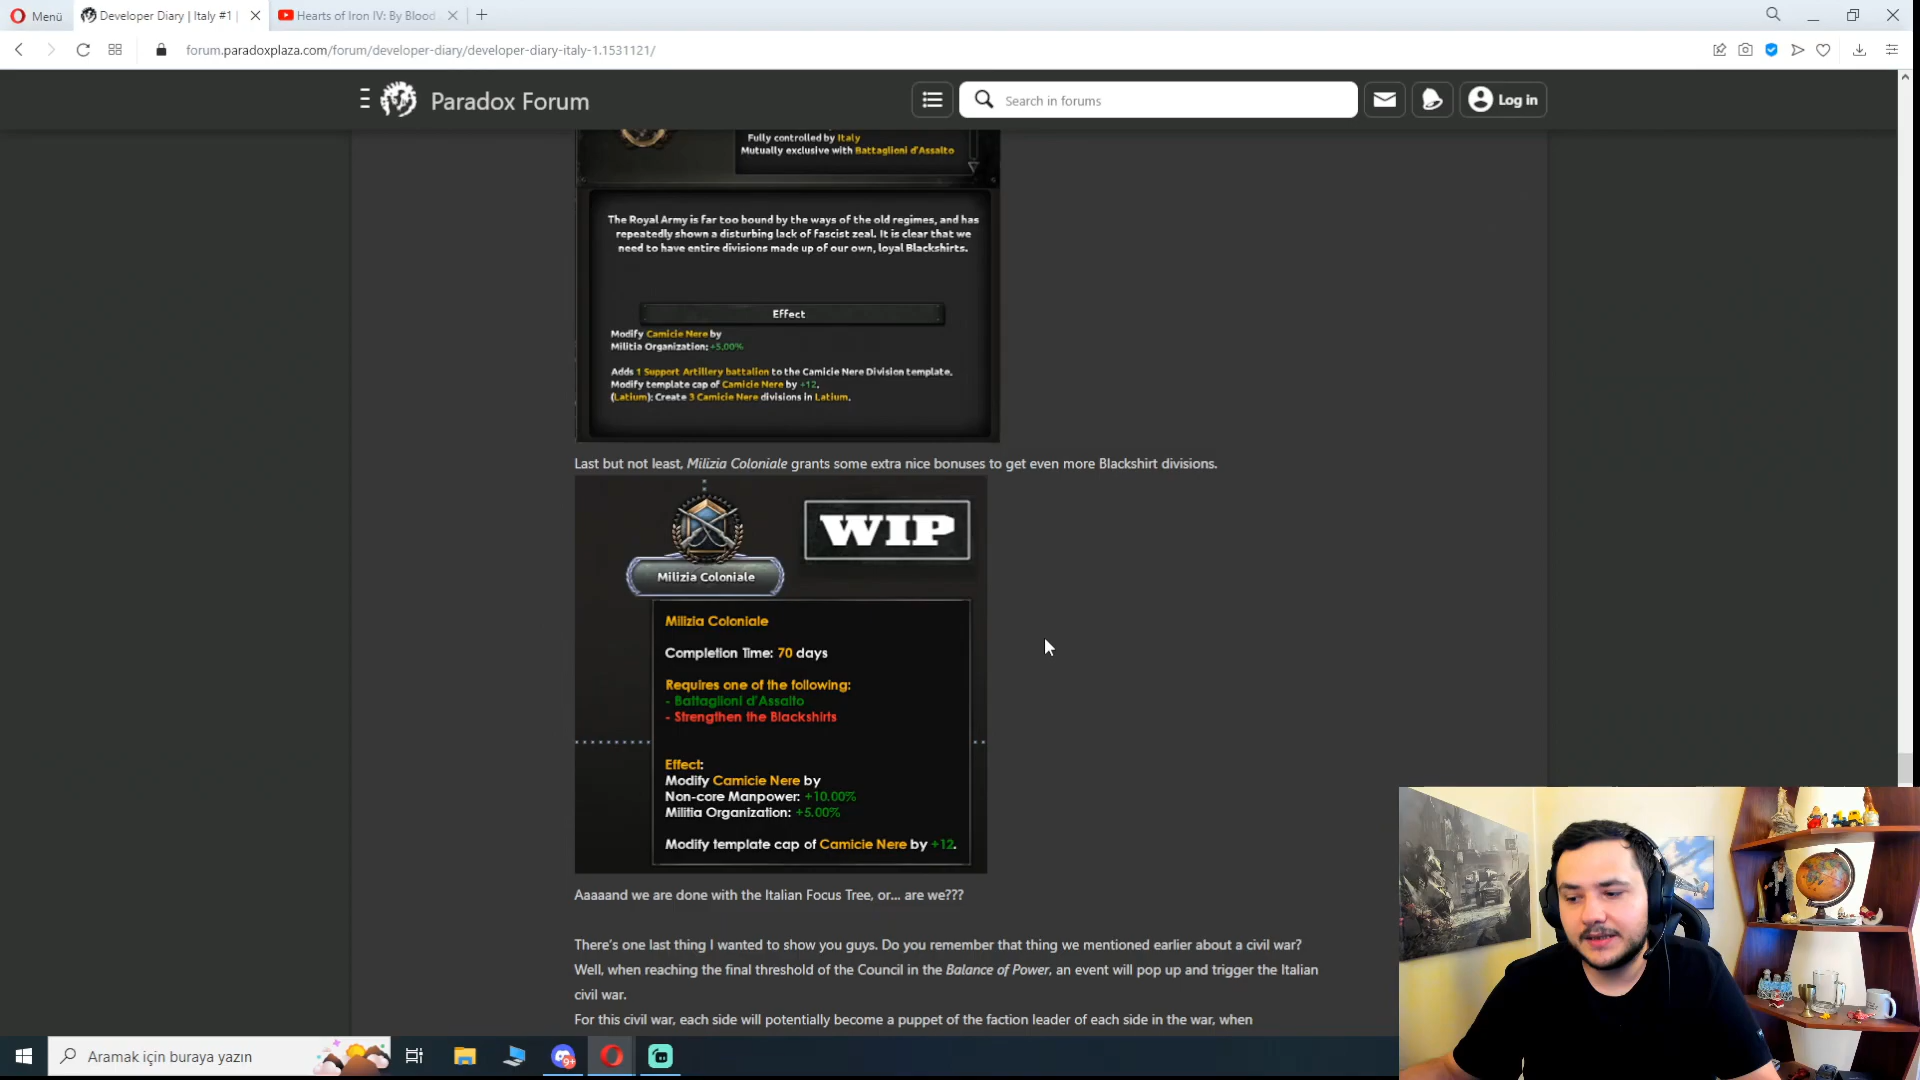 Menü
Developer Diary | Italy #1 |
Hearts of Iron IV: By Blood
forum.paradoxplaza.com/forum/developer-diary/developer-diary-italy-1.1531121/
Paradox Forum
Search in forums
Log in
Fully controlled by Italy
Mutually exclusive with Battaglioni d'Assalto
The Royal Army is far too bound by the ways of the old regimes, and has
repeatedly shown a disturbing lack of fascist zeal. It is clear that we
need to have entire divisions made up of our own, loyal Blackshirts.
Effect
Modify Camicie Nere by
Militia Organization: +5.00%
Adds 1 Support Artillery battalion to the Camicie Nere Division template.
Modify template cap of Camicie Nere by +12.
(Latium): Create 3 Camicie Nere divisions in Latium.
Last but not least, Milizia Coloniale grants some extra nice bonuses to get even more Blackshirt divisions.
WIP
Milizia Coloniale
Milizia Coloniale
Completion Time: 70 days
Requires one of the following:
- Battaglioni d'Assalto
- Strengthen the Blackshirts
Effect:
Modify Camicie Nere by
Non-core Manpower: +10.00%
Militia Organization: +5.00%
Modify template cap of Camicie Nere by +12.
Aaaaand we are done with the Italian Focus Tree, or... are we???
There's one last thing I wanted to show you guys. Do you remember that thing we mentioned earlier about a civil war?
Well, when reaching the final threshold of the Council in the Balance of Power, an event will pop up and trigger the Italian
civil war.
For this civil war, each side will potentially become a puppet of the faction leader of each side in the war, when
Aramak için buraya yazın
9+